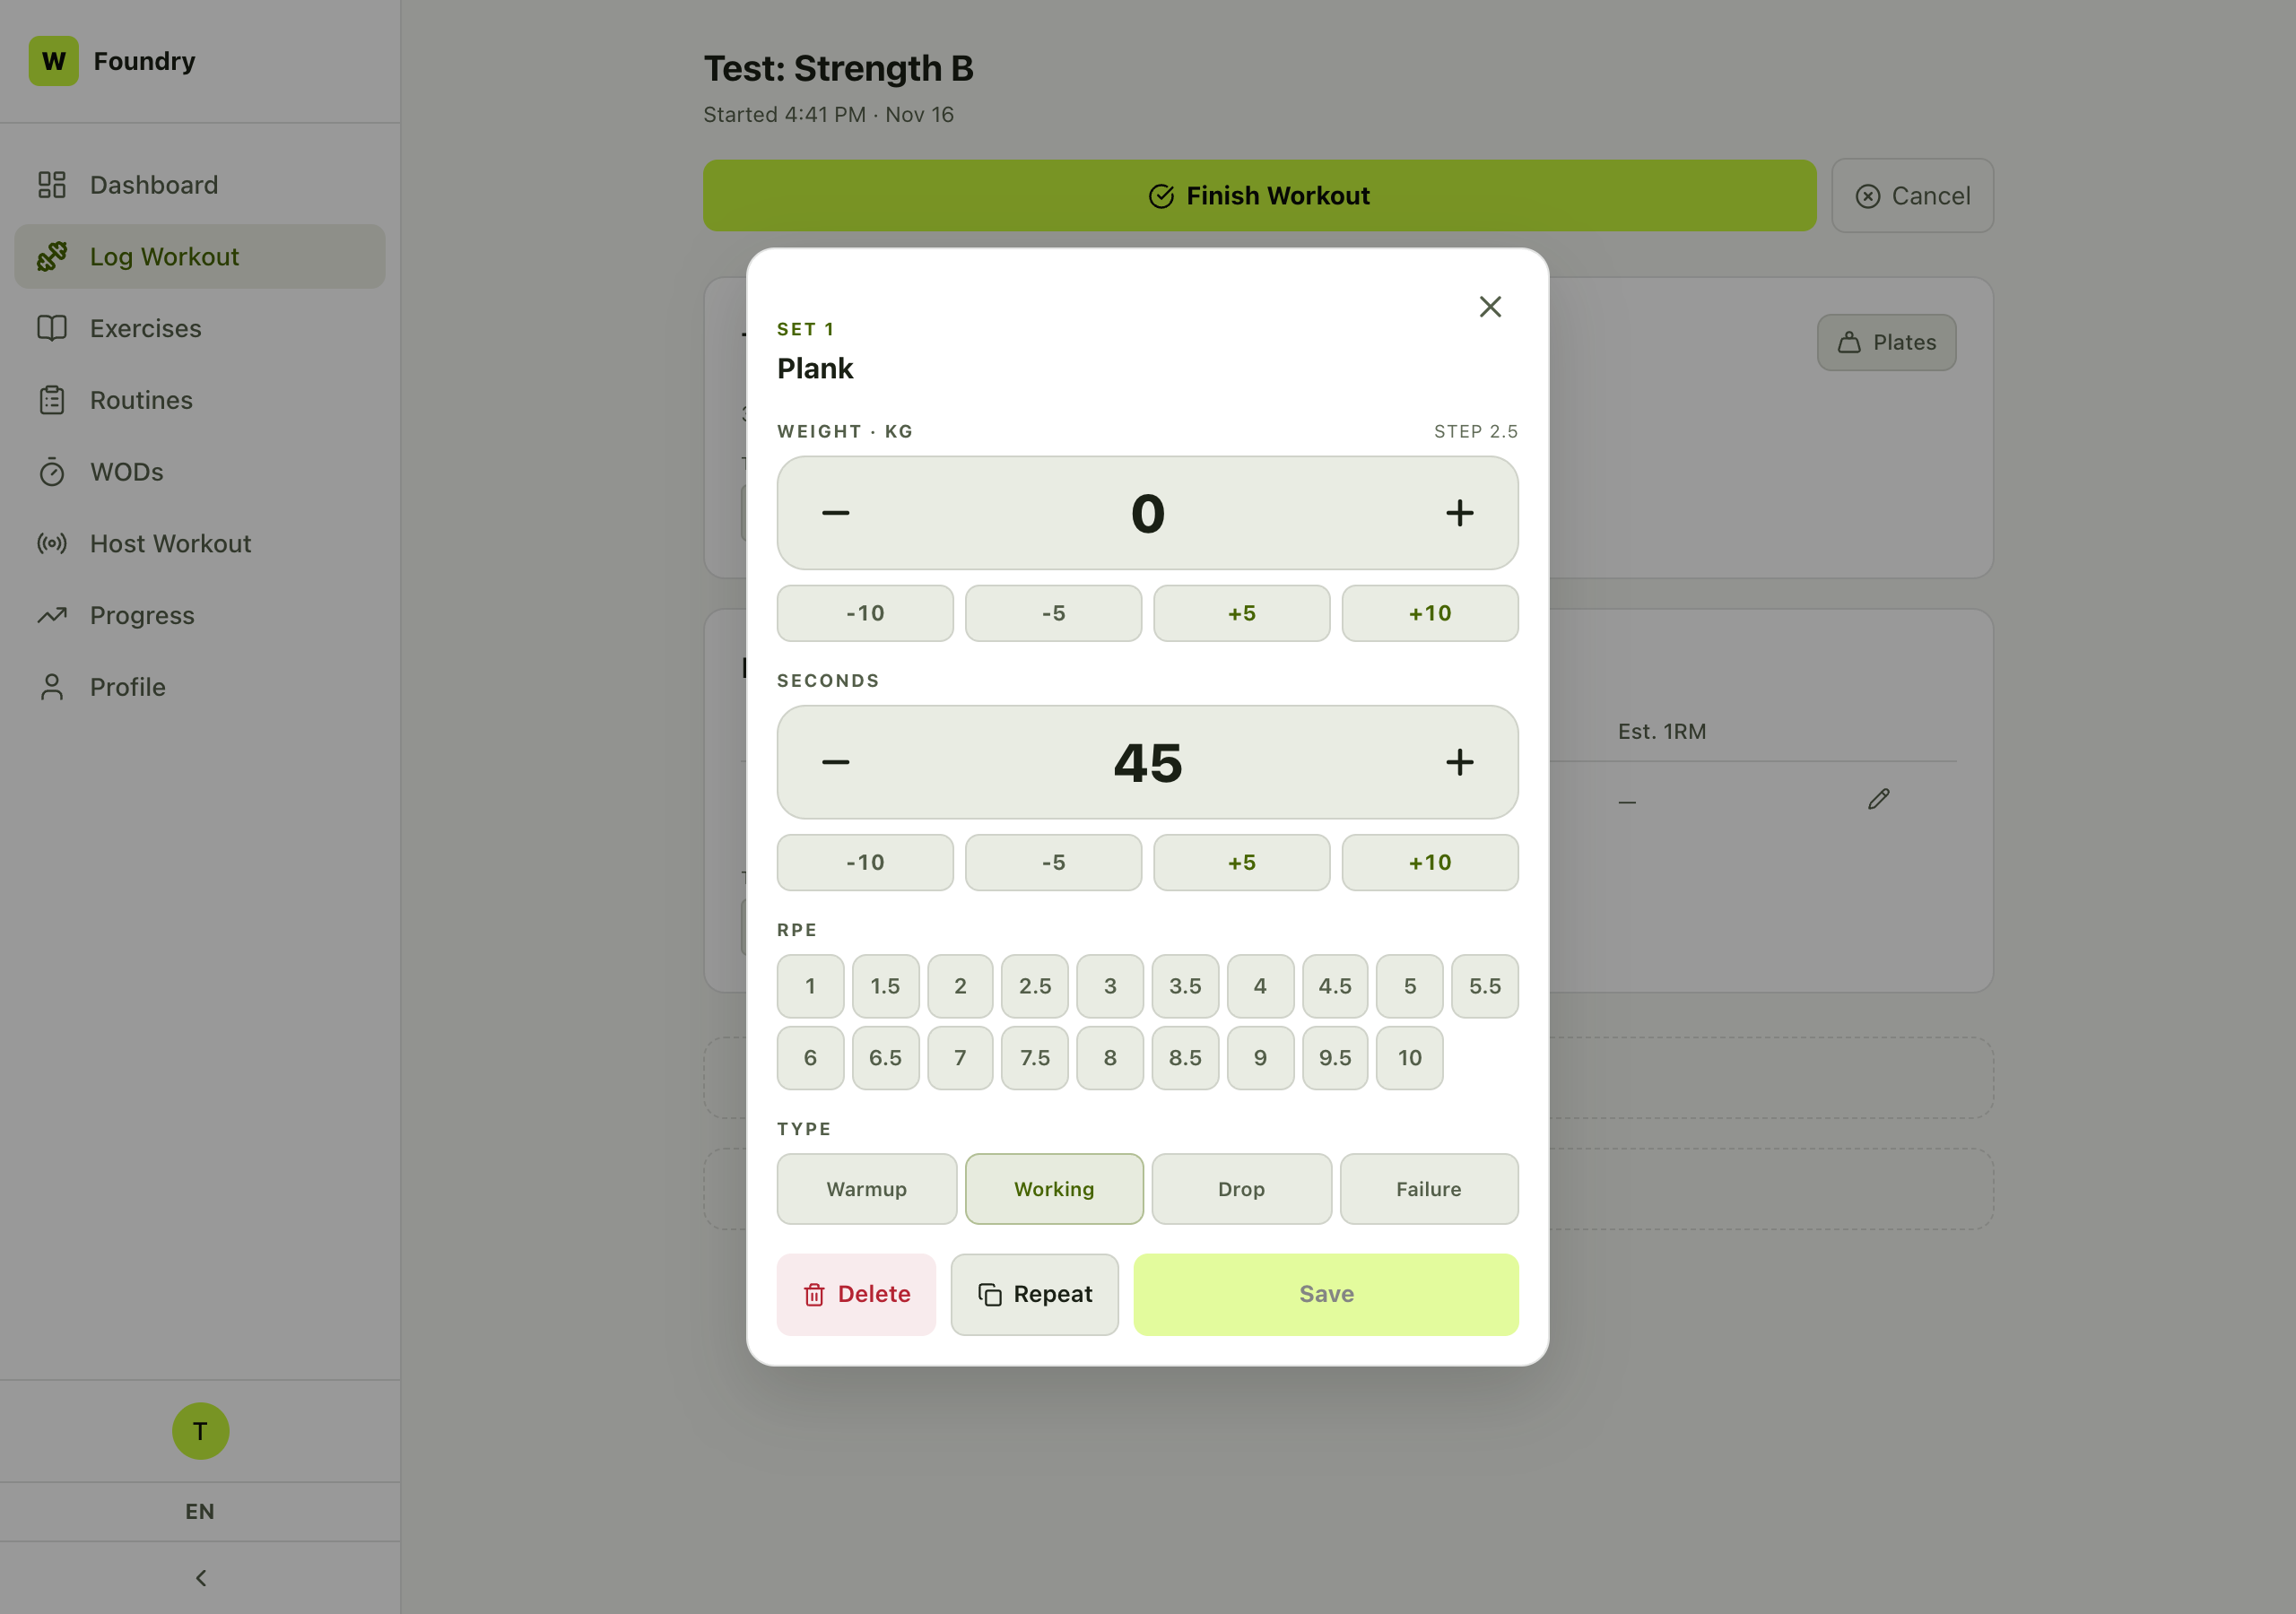 W Foundry
Dashboard
Log Workout
Exercises
Routines
WODs
Host Workout
Progress
Profile
T
EN
Test: Strength B
Started 4:41 PM · Nov 16
Finish Workout
Cancel
Plates
Est. 1RM
—
SET 1
Plank
WEIGHT · KG STEP 2.5
0
-10 -5 +5 +10
SECONDS
45
-10 -5 +5 +10
RPE
1 1.5 2 2.5 3 3.5 4 4.5 5 5.5
6 6.5 7 7.5 8 8.5 9 9.5 10
TYPE
Warmup Working Drop Failure
Delete Repeat Save